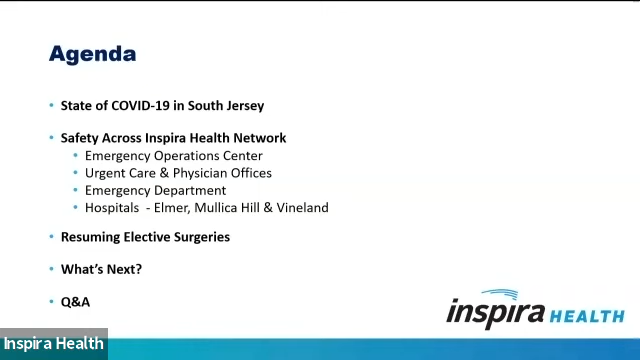 Agenda
• State of COVID-19 in South Jersey
• Safety Across Inspira Health Network
• Emergency Operations Center
• Urgent Care & Physician Offices
• Emergency Department
• Hospitals - Elmer, Mullica Hill & Vineland
• Resuming Elective Surgeries
• What's Next?
• Q&A
inspira HEALTH
Inspira Health